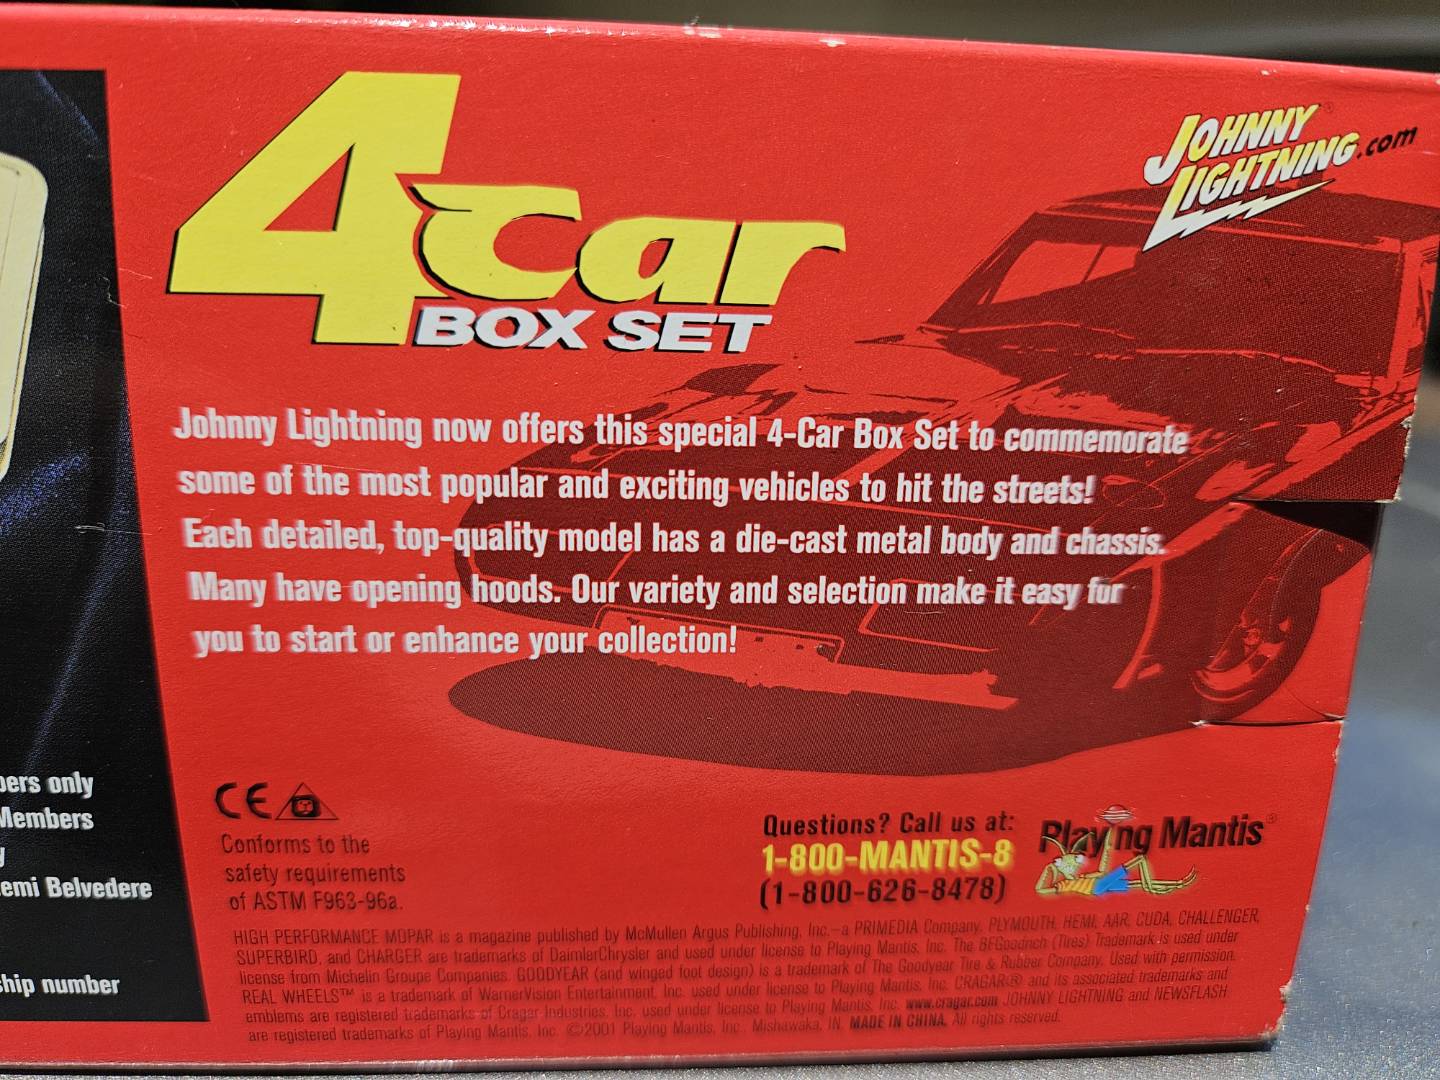 4 Car
BOX SET
JOHNNY
LIGHTNING.com
Johnny Lightning now offers this special 4-Car Box Set to commemorate
some of the most popular and exciting vehicles to hit the streets!
Each detailed, top-quality model has a die-cast metal body and chassis.
Many have opening hoods. Our variety and selection make it easy for
you to start or enhance your collection!
only
Members
Belvedere
number
CE
Conforms to the
safety requirements
of ASTM F963-96a.
Questions? Call us at:
1-800-MANTIS-8
(1-800-626-8478)
Playing Mantis®
HIGH PERFORMANCE MOPAR is a magazine published by McMullen Argus Publishing, Inc.–a PRIMEDIA Company. PLYMOUTH, HEMI, AAR, CUDA, CHALLENGER,
SUPERBIRD, and CHARGER are trademarks of DaimlerChrysler and used under license to Playing Mantis, Inc. The BFGoodrich (Tires) Trademark is used under
license from Michelin Groupe Companies. GOODYEAR (and winged foot design) is a trademark of The Goodyear Tire & Rubber Company. Used with permission.
REAL WHEELS™ is a trademark of WarnerVision Entertainment, Inc. used under license to Playing Mantis, Inc. CRAGAR® and its associated trademarks and
emblems are registered trademarks of Cragar Industries, Inc. used under license to Playing Mantis, Inc. www.cragar.com JOHNNY LIGHTNING and NEWSFLASH
are registered trademarks of Playing Mantis, Inc. ©2001 Playing Mantis, Inc., Mishawaka, IN. MADE IN CHINA. All rights reserved.